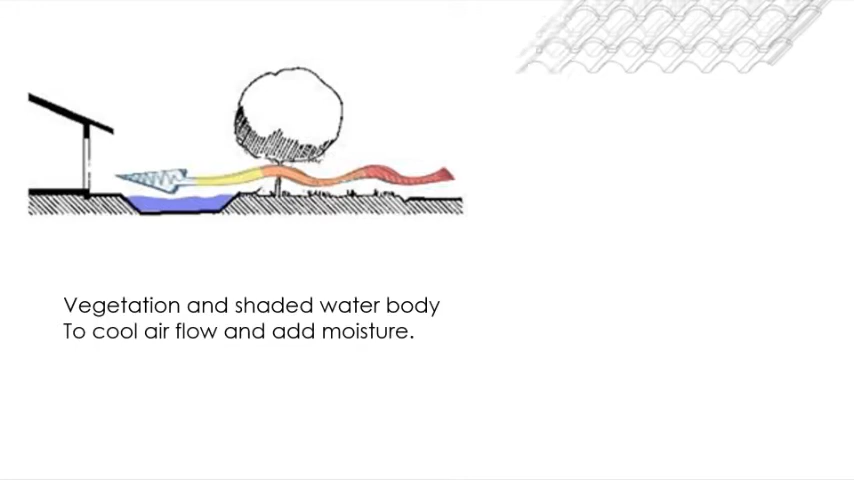 Vegetation and shaded water body
To cool air flow and add moisture.